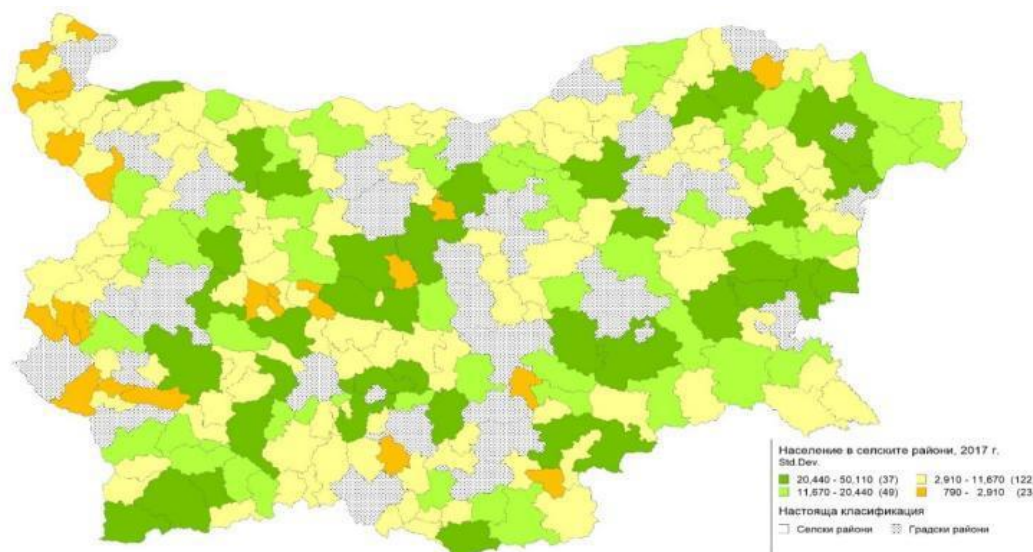 Население в селските райони, 2017 г.
Std.Dev.
20,440 - 50,110 (37) 2,910 - 11,670 (122
11,670 - 20,440 (49) 790 - 2,910 (23
Настояща класификация
Селски райони Градски райони